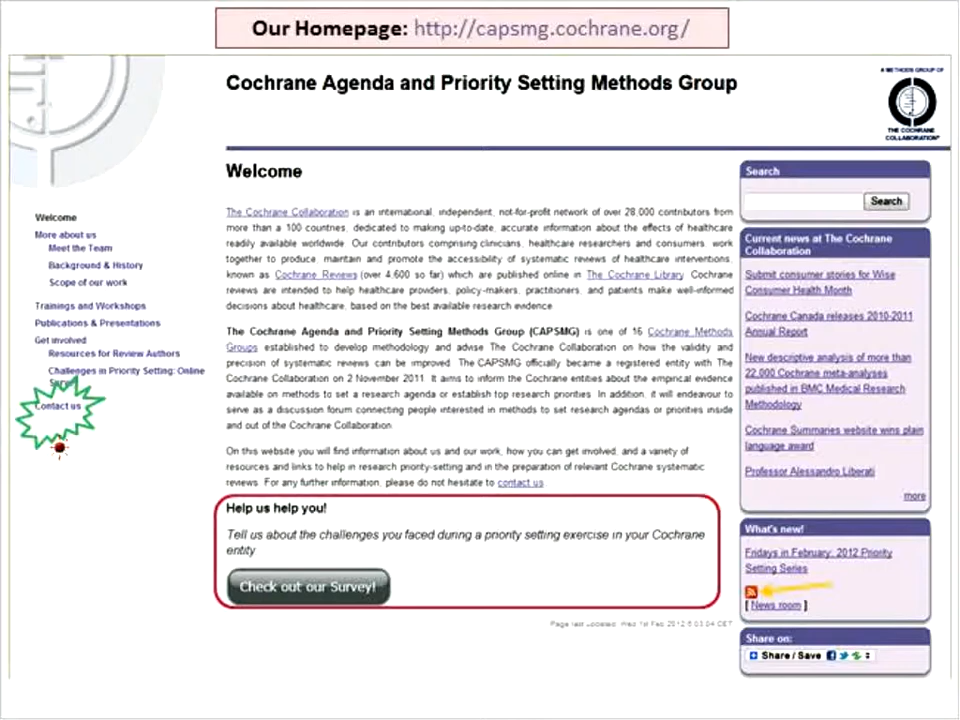 Our Homepage: http://capsmg.cochrane.org/
Cochrane Agenda and Priority Setting Methods Group
A METHODS GROUP OF
THE COCHRANE
COLLABORATION®
Welcome
More about us
Meet the Team
Background & History
Scope of our work
Trainings and Workshops
Publications & Presentations
Get involved
Resources for Review Authors
Challenges in Priority Setting: Online
Contact us
Welcome
The Cochrane Collaboration is an international, independent, not-for-profit network of over 28,000 contributors from
more than a 100 countries, dedicated to making up-to-date, accurate information about the effects of healthcare
readily available worldwide. Our contributors comprising clinicians, healthcare researchers and consumers, work
together to produce, maintain and promote the accessibility of systematic reviews of healthcare interventions,
known as Cochrane Reviews (over 4,600 so far) which are published online in The Cochrane Library. Cochrane
reviews are intended to help healthcare providers, policy-makers, practitioners, and patients make well-informed
decisions about healthcare, based on the best available research evidence.
The Cochrane Agenda and Priority Setting Methods Group (CAPSMG) is one of 16 Cochrane Methods
Groups established to develop methodology and advise The Cochrane Collaboration on how the validity and
precision of systematic reviews can be improved. The CAPSMG officially became a registered entity with The
Cochrane Collaboration on 2 November 2011. It aims to inform the Cochrane entities about the empirical evidence
available on methods to set a research agenda or establish top research priorities. In addition, it will endeavour to
serve as a discussion forum connecting people interested in methods to set research agendas or priorities inside
and out of the Cochrane Collaboration.
On this website you will find information about us and our work, how you can get involved, and a variety of
resources and links to help in research priority-setting and in the preparation of relevant Cochrane systematic
reviews. For any further information, please do not hesitate to contact us.
Help us help you!
Tell us about the challenges you faced during a priority setting exercise in your Cochrane
entity
Check out our Survey!
Page last updated: Wed 1st Feb 2012 6:03:04 CET
Search
Search
Current news at The Cochrane
Collaboration
Submit consumer stories for Wise
Consumer Health Month
Cochrane Canada releases 2010-2011
Annual Report
New descriptive analysis of more than
22,000 Cochrane meta-analyses
published in BMC Medical Research
Methodology
Cochrane Summaries website wins plain
language award
Professor Alessandro Liberati
more
What's new!
Fridays in February: 2012 Priority
Setting Series
[ News room ]
Share on:
Share / Save